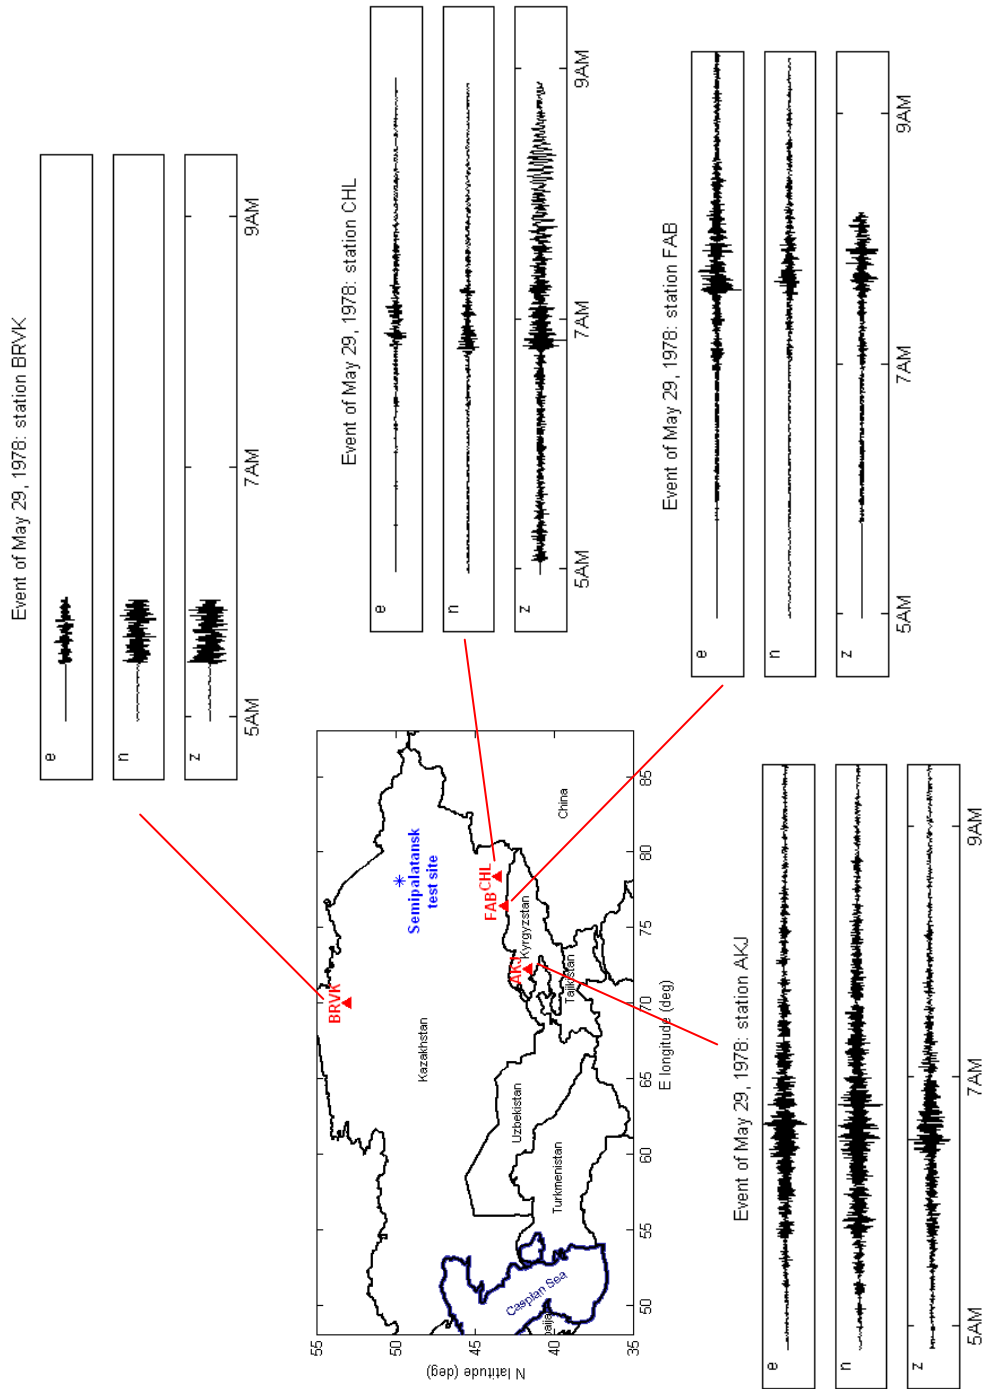 Event of May 29, 1978: station BRVK
e
n
z
5AM 7AM 9AM
Event of May 29, 1978: station CHL
e
n
z
5AM 7AM 9AM
Event of May 29, 1978: station FAB
e
n
z
5AM 7AM 9AM
Event of May 29, 1978: station AKJ
e
n
z
5AM 7AM 9AM
N latitude (deg)
55
50
45
40
35
50 55 60 65 70 75 80 85
E longitude (deg)
BRVK
Semipalatansk
test site
FAB
CHL
AKJ
Kazakhstan
Uzbekistan
Turkmenistan
Kyrgyzstan
Tajikistan
China
Caspian Sea
baijan